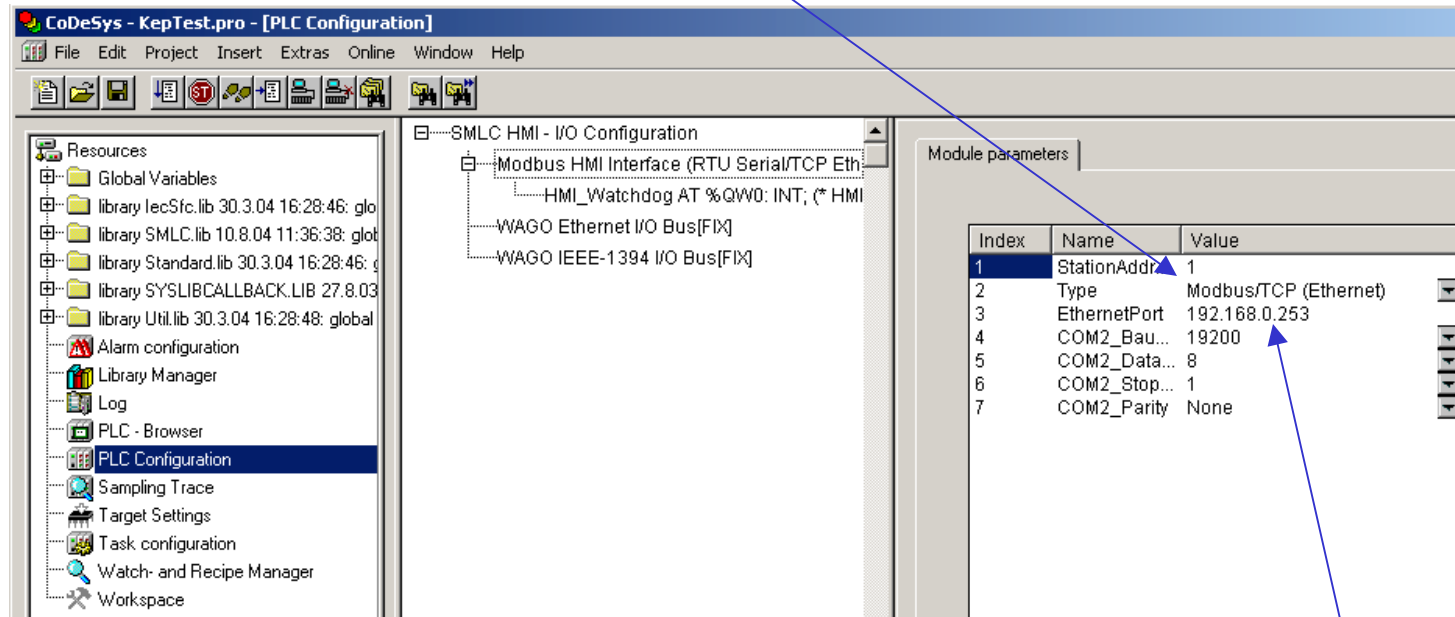 CoDeSys - KepTest.pro - [PLC Configuration]
File Edit Project Insert Extras Online Window Help
Resources
Global Variables
library IecSfc.lib 30.3.04 16:28:46: glo
library SMLC.lib 10.8.04 11:36:38: glob
library Standard.lib 30.3.04 16:28:46: g
library SYSLIBCALLBACK.LIB 27.8.03
library Util.lib 30.3.04 16:28:48: global
Alarm configuration
Library Manager
Log
PLC - Browser
PLC Configuration
Sampling Trace
Target Settings
Task configuration
Watch- and Recipe Manager
Workspace
SMLC HMI - I/O Configuration
Modbus HMI Interface (RTU Serial/TCP Eth
HMI_Watchdog AT %QW0: INT; (* HMI
WAGO Ethernet I/O Bus[FIX]
WAGO IEEE-1394 I/O Bus[FIX]
Module parameters
Index Name Value
1 StationAddr 1
2 Type Modbus/TCP (Ethernet)
3 EthernetPort 192.168.0.253
4 COM2_Bau... 19200
5 COM2_Data... 8
6 COM2_Stop... 1
7 COM2_Parity None